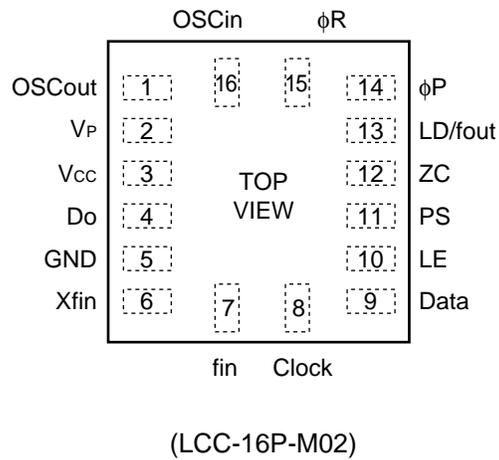 OSCin ϕR
OSCout 1 16 15 14 ϕP
VP 2 13 LD/fout
VCC 3 12 ZC
TOP
Do 4 11 PS
VIEW
GND 5 10 LE
Xfin 6 7 8 9 Data
fin Clock
(LCC-16P-M02)